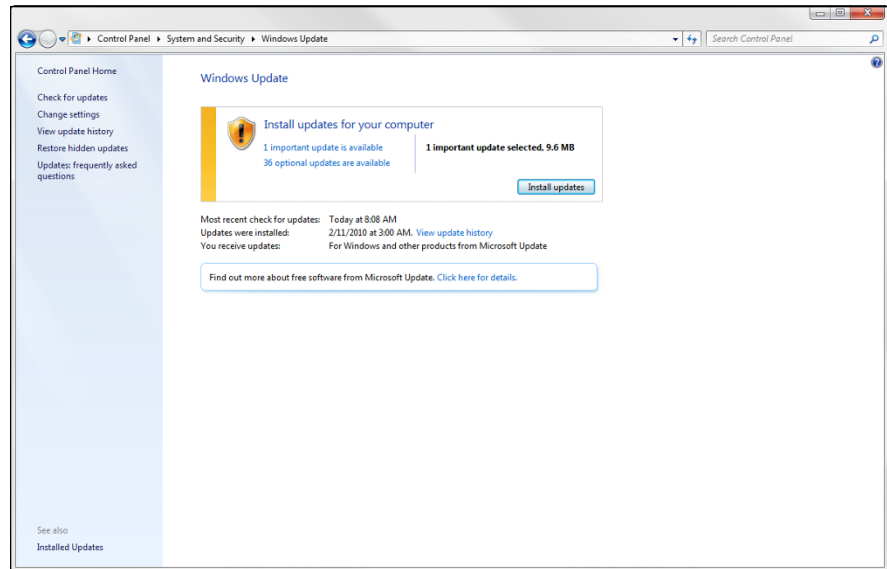 Control Panel ▸ System and Security ▸ Windows Update
Search Control Panel
Control Panel Home
Check for updates
Change settings
View update history
Restore hidden updates
Updates: frequently asked
questions
See also
Installed Updates
Windows Update
Install updates for your computer
1 important update is available
36 optional updates are available
1 important update selected, 9.6 MB
Install updates
Most recent check for updates: Today at 8:08 AM
Updates were installed: 2/11/2010 at 3:00 AM. View update history
You receive updates: For Windows and other products from Microsoft Update
Find out more about free software from Microsoft Update. Click here for details.